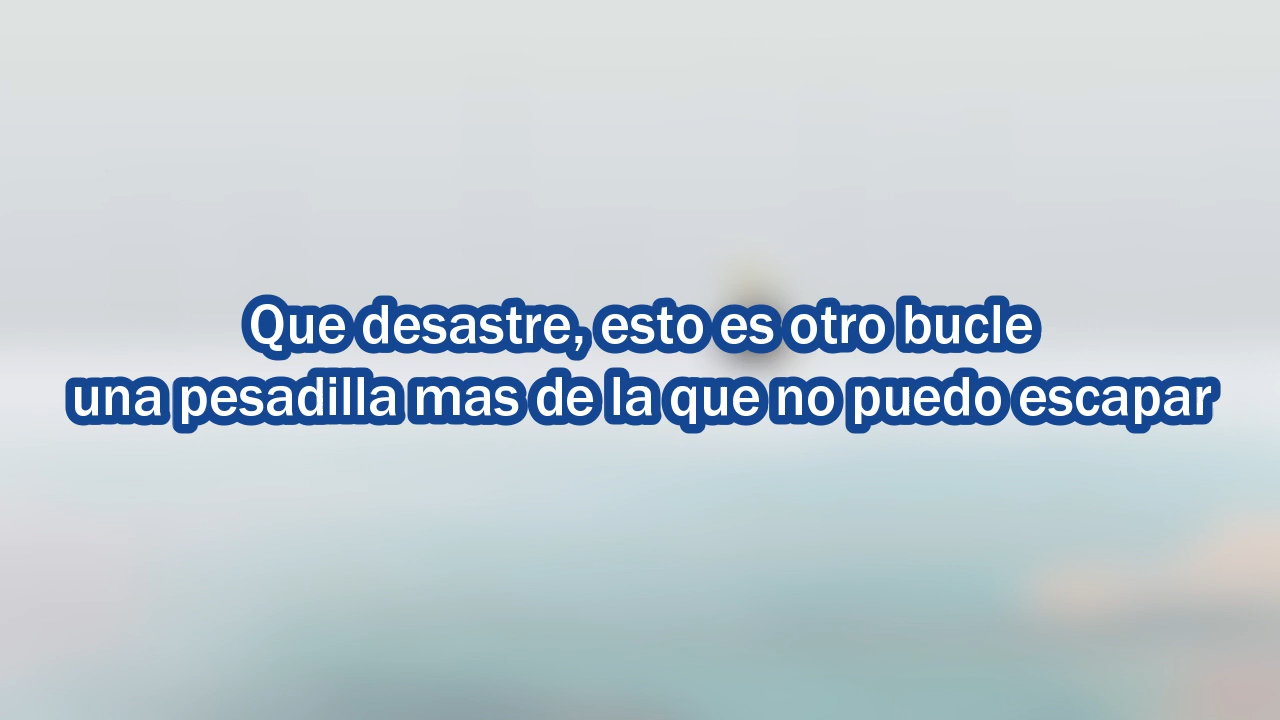 Que desastre, esto es otro bucle
una pesadilla mas de la que no puedo escapar